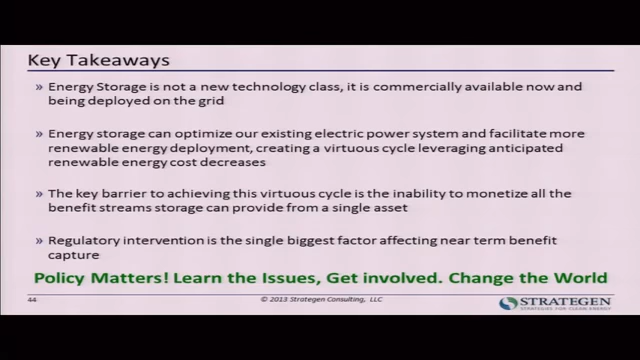 Key Takeaways
» Energy Storage is not a new technology class, it is commercially available now and
being deployed on the grid
» Energy storage can optimize our existing electric power system and facilitate more
renewable energy deployment, creating a virtuous cycle leveraging anticipated
renewable energy cost decreases
» The key barrier to achieving this virtuous cycle is the inability to monetize all the
benefit streams storage can provide from a single asset
» Regulatory intervention is the single biggest factor affecting near term benefit
capture
Policy Matters! Learn the Issues, Get involved. Change the World
44
© 2013 Strategen Consulting, LLC
STRATEGEN
STRATEGIES FOR CLEAN ENERGY